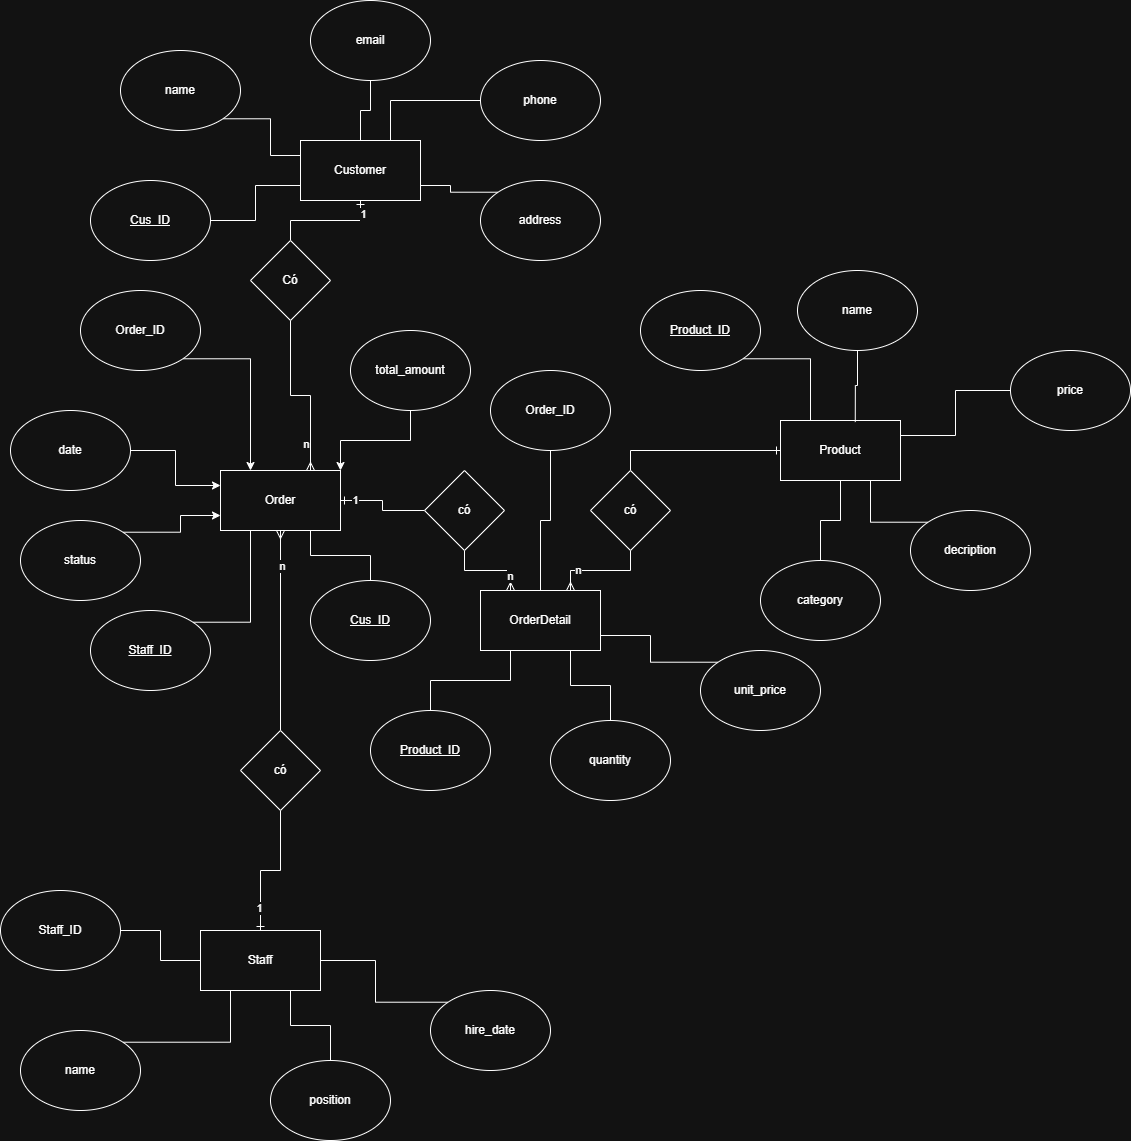 email
name
phone
Customer
Cus_ID
address
1
Có
Product_ID
name
Order_ID
total_amount
price
Order_ID
n
date
Product
Order
1
có
có
status
decription
n
n
n
category
Cus_ID
OrderDetail
Staff_ID
unit_price
Product_ID
quantity
có
1
Staff_ID
Staff
hire_date
name
position